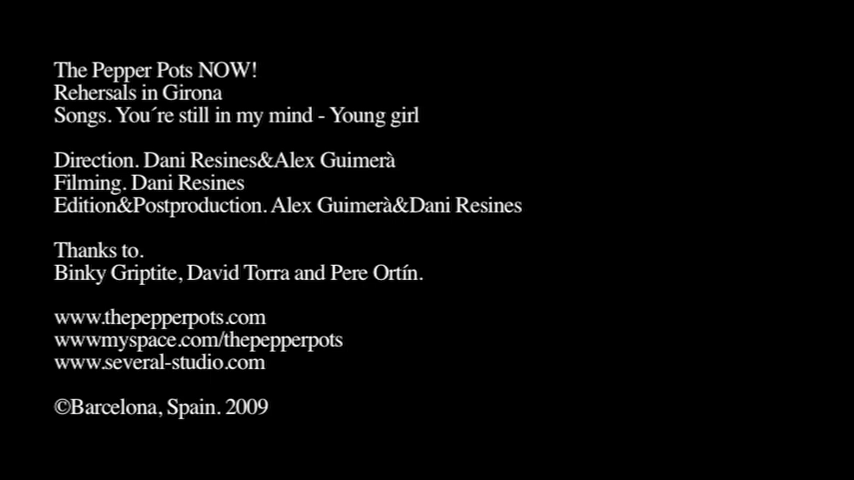 The Pepper Pots NOW!
Rehersals in Girona
Songs. You´re still in my mind - Young girl
Direction. Dani Resines&Alex Guimerà
Filming. Dani Resines
Edition&Postproduction. Alex Guimerà&Dani Resines
Thanks to.
Binky Griptite, David Torra and Pere Ortín.
www.thepepperpots.com
wwwmyspace.com/thepepperpots
www.several-studio.com
©Barcelona, Spain. 2009